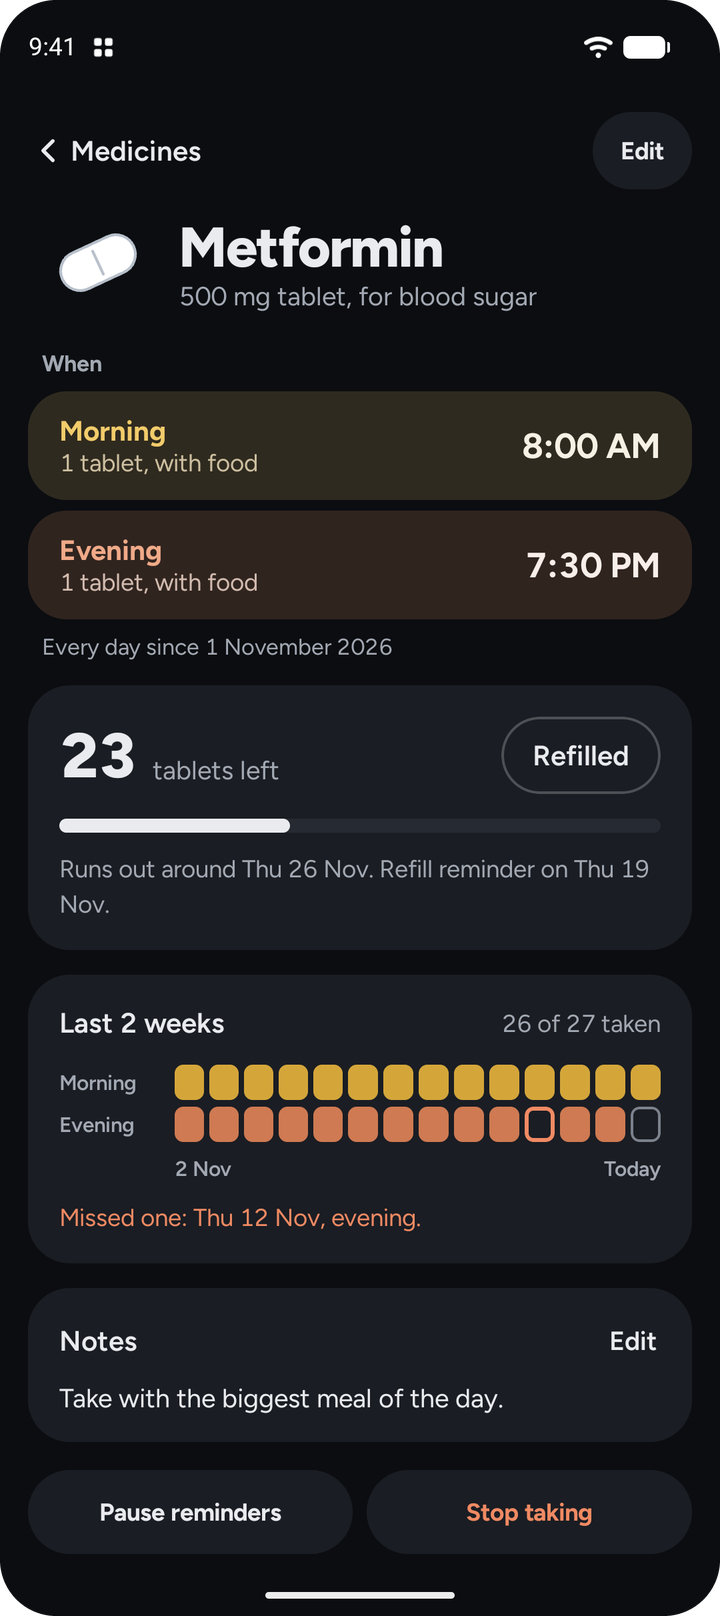 9:41
Medicines
Edit
Metformin
500 mg tablet, for blood sugar
When
Morning
1 tablet, with food
8:00 AM
Evening
1 tablet, with food
7:30 PM
Every day since 1 November 2026
23 tablets left
Refilled
Runs out around Thu 26 Nov. Refill reminder on Thu 19
Nov.
Last 2 weeks
26 of 27 taken
Morning
Evening
2 Nov
Today
Missed one: Thu 12 Nov, evening.
Notes
Edit
Take with the biggest meal of the day.
Pause reminders
Stop taking